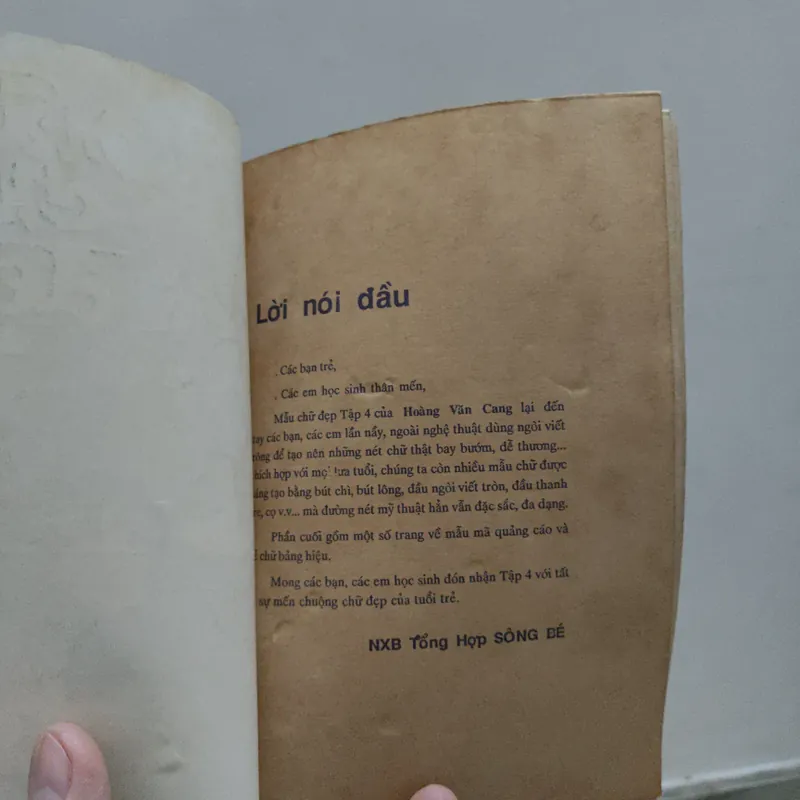 Lời nói đầu
. Các bạn trẻ,
. Các em học sinh thân mến,
Mẫu chữ đẹp Tập 4 của Hoàng Văn Cang lại đến
tay các bạn, các em lần nầy, ngoài nghệ thuật dùng ngòi viết
để tạo nên những nét chữ thật bay bướm, dễ thương...
hích hợp với mọi lứa tuổi, chúng ta còn nhiều mẫu chữ được
áng tạo bằng bút chì, bút lông, đầu ngòi viết tròn, đầu thanh
re, cọ v.v... mà đường nét mỹ thuật hẳn vẫn đặc sắc, đa dạng.
Phần cuối gồm một số trang về mẫu mã quảng cáo và
chữ bảng hiệu.
Mong các bạn, các em học sinh đón nhận Tập 4 với tất
sự mến chuộng chữ đẹp của tuổi trẻ.
NXB Tổng Hợp SÔNG BÉ